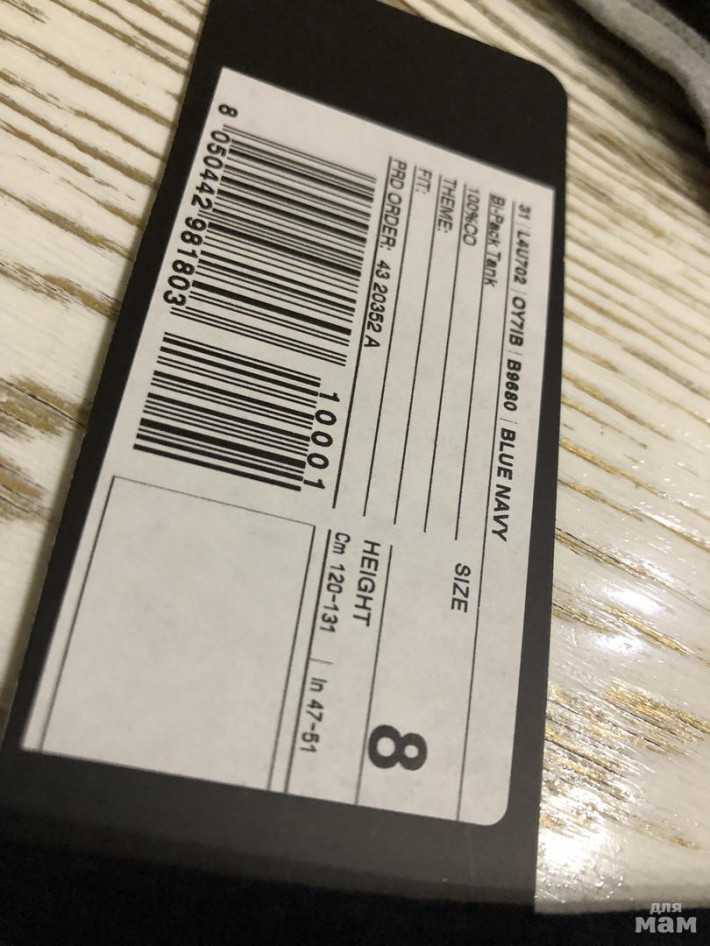 31 | L4U702 | OY7IB | B9680 | BLUE NAVY
Bi-Pack Tank
100%CO
THEME:
FIT:
PRD ORDER: 43 20352 A
SIZE
8
HEIGHT
Cm 120-131 | In 47-51
10001
8 050442 981803
для
мам